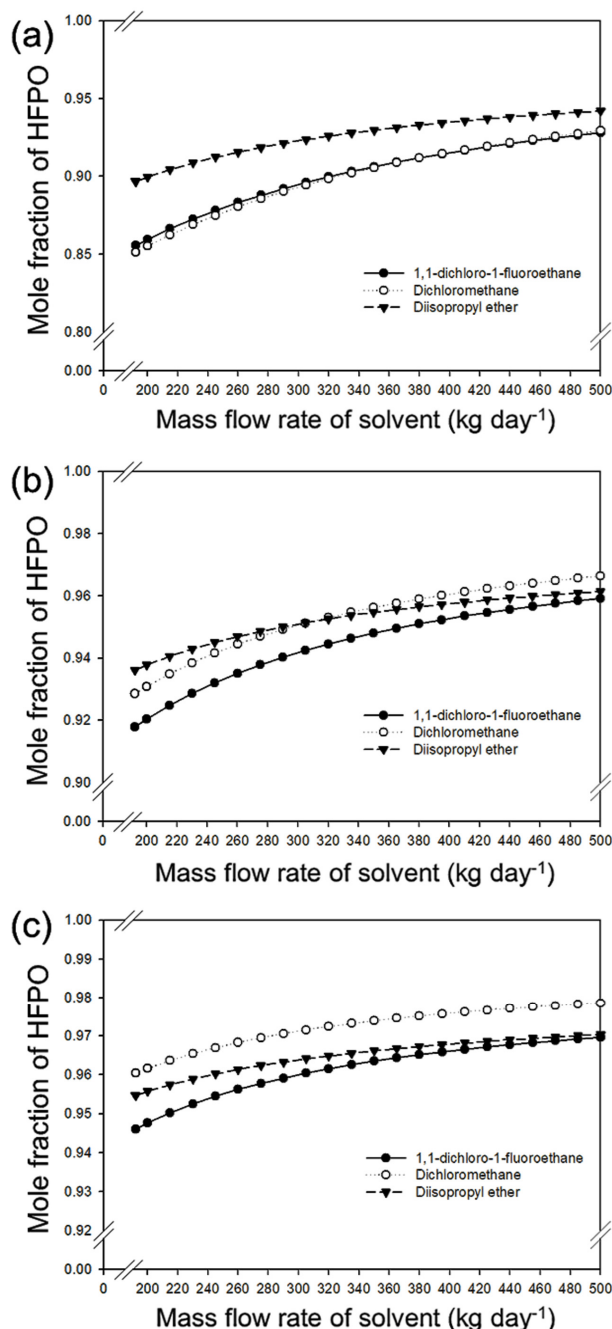 (a)
Mole fraction of HFPO
1.00
0.95
0.90
0.85
0.80
0.00
1,1-dichloro-1-fluoroethane
Dichloromethane
Diisopropyl ether
0 200 220 240 260 280 300 320 340 360 380 400 420 440 460 480 500
Mass flow rate of solvent (kg day⁻¹)
(b)
Mole fraction of HFPO
1.00
0.98
0.96
0.94
0.92
0.90
0.00
1,1-dichloro-1-fluoroethane
Dichloromethane
Diisopropyl ether
0 200 220 240 260 280 300 320 340 360 380 400 420 440 460 480 500
Mass flow rate of solvent (kg day⁻¹)
(c)
Mole fraction of HFPO
1.00
0.99
0.98
0.97
0.96
0.95
0.94
0.93
0.92
0.00
1,1-dichloro-1-fluoroethane
Dichloromethane
Diisopropyl ether
0 200 220 240 260 280 300 320 340 360 380 400 420 440 460 480 500
Mass flow rate of solvent (kg day⁻¹)